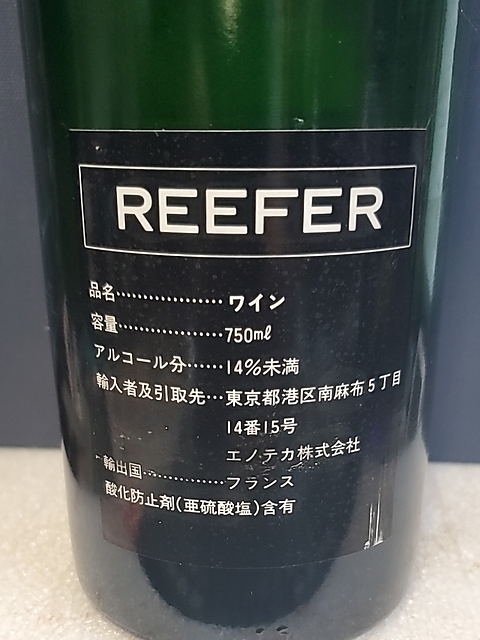 REEFER
品名………………ワイン
容量………………750ml
アルコール分……14%未満
輸入者及引取先…東京都港区南麻布5丁目
14番15号
エノテカ株式会社
輸出国……………フランス
酸化防止剤(亜硫酸塩)含有